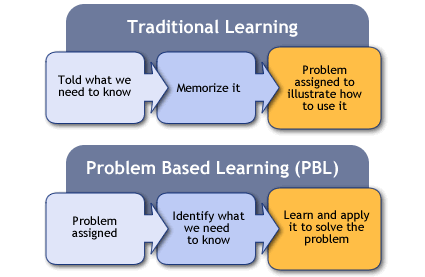 Traditional Learning
Told what we
need to know
Memorize it
Problem
assigned to
illustrate how
to use it
Problem Based Learning (PBL)
Problem
assigned
Identify what
we need
to know
Learn and apply
it to solve the
problem